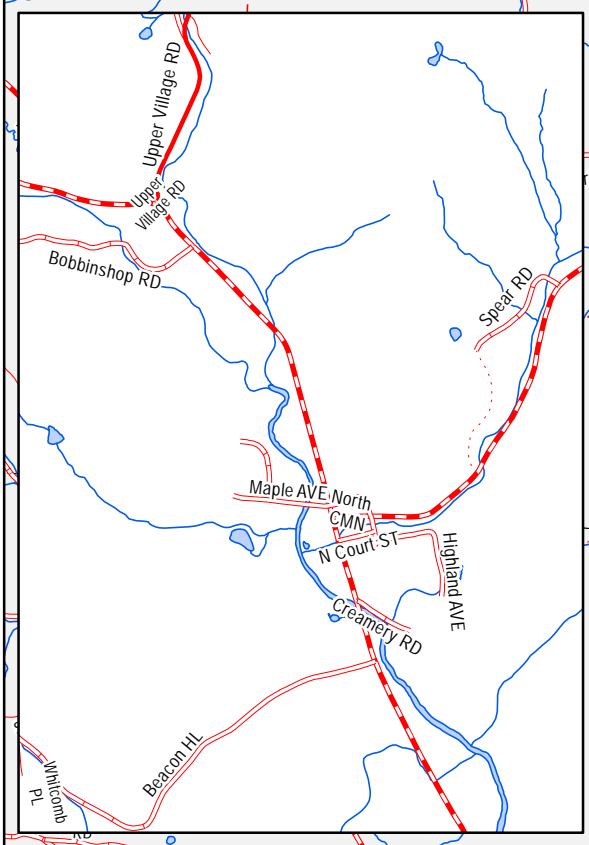 Upper Village RD
Upper
Village RD
Bobbinshop RD
Spear RD
Maple AVE North
CMN
N Court ST
Highland AVE
Creamery RD
Beacon HL
Whitcomb
PL
RD